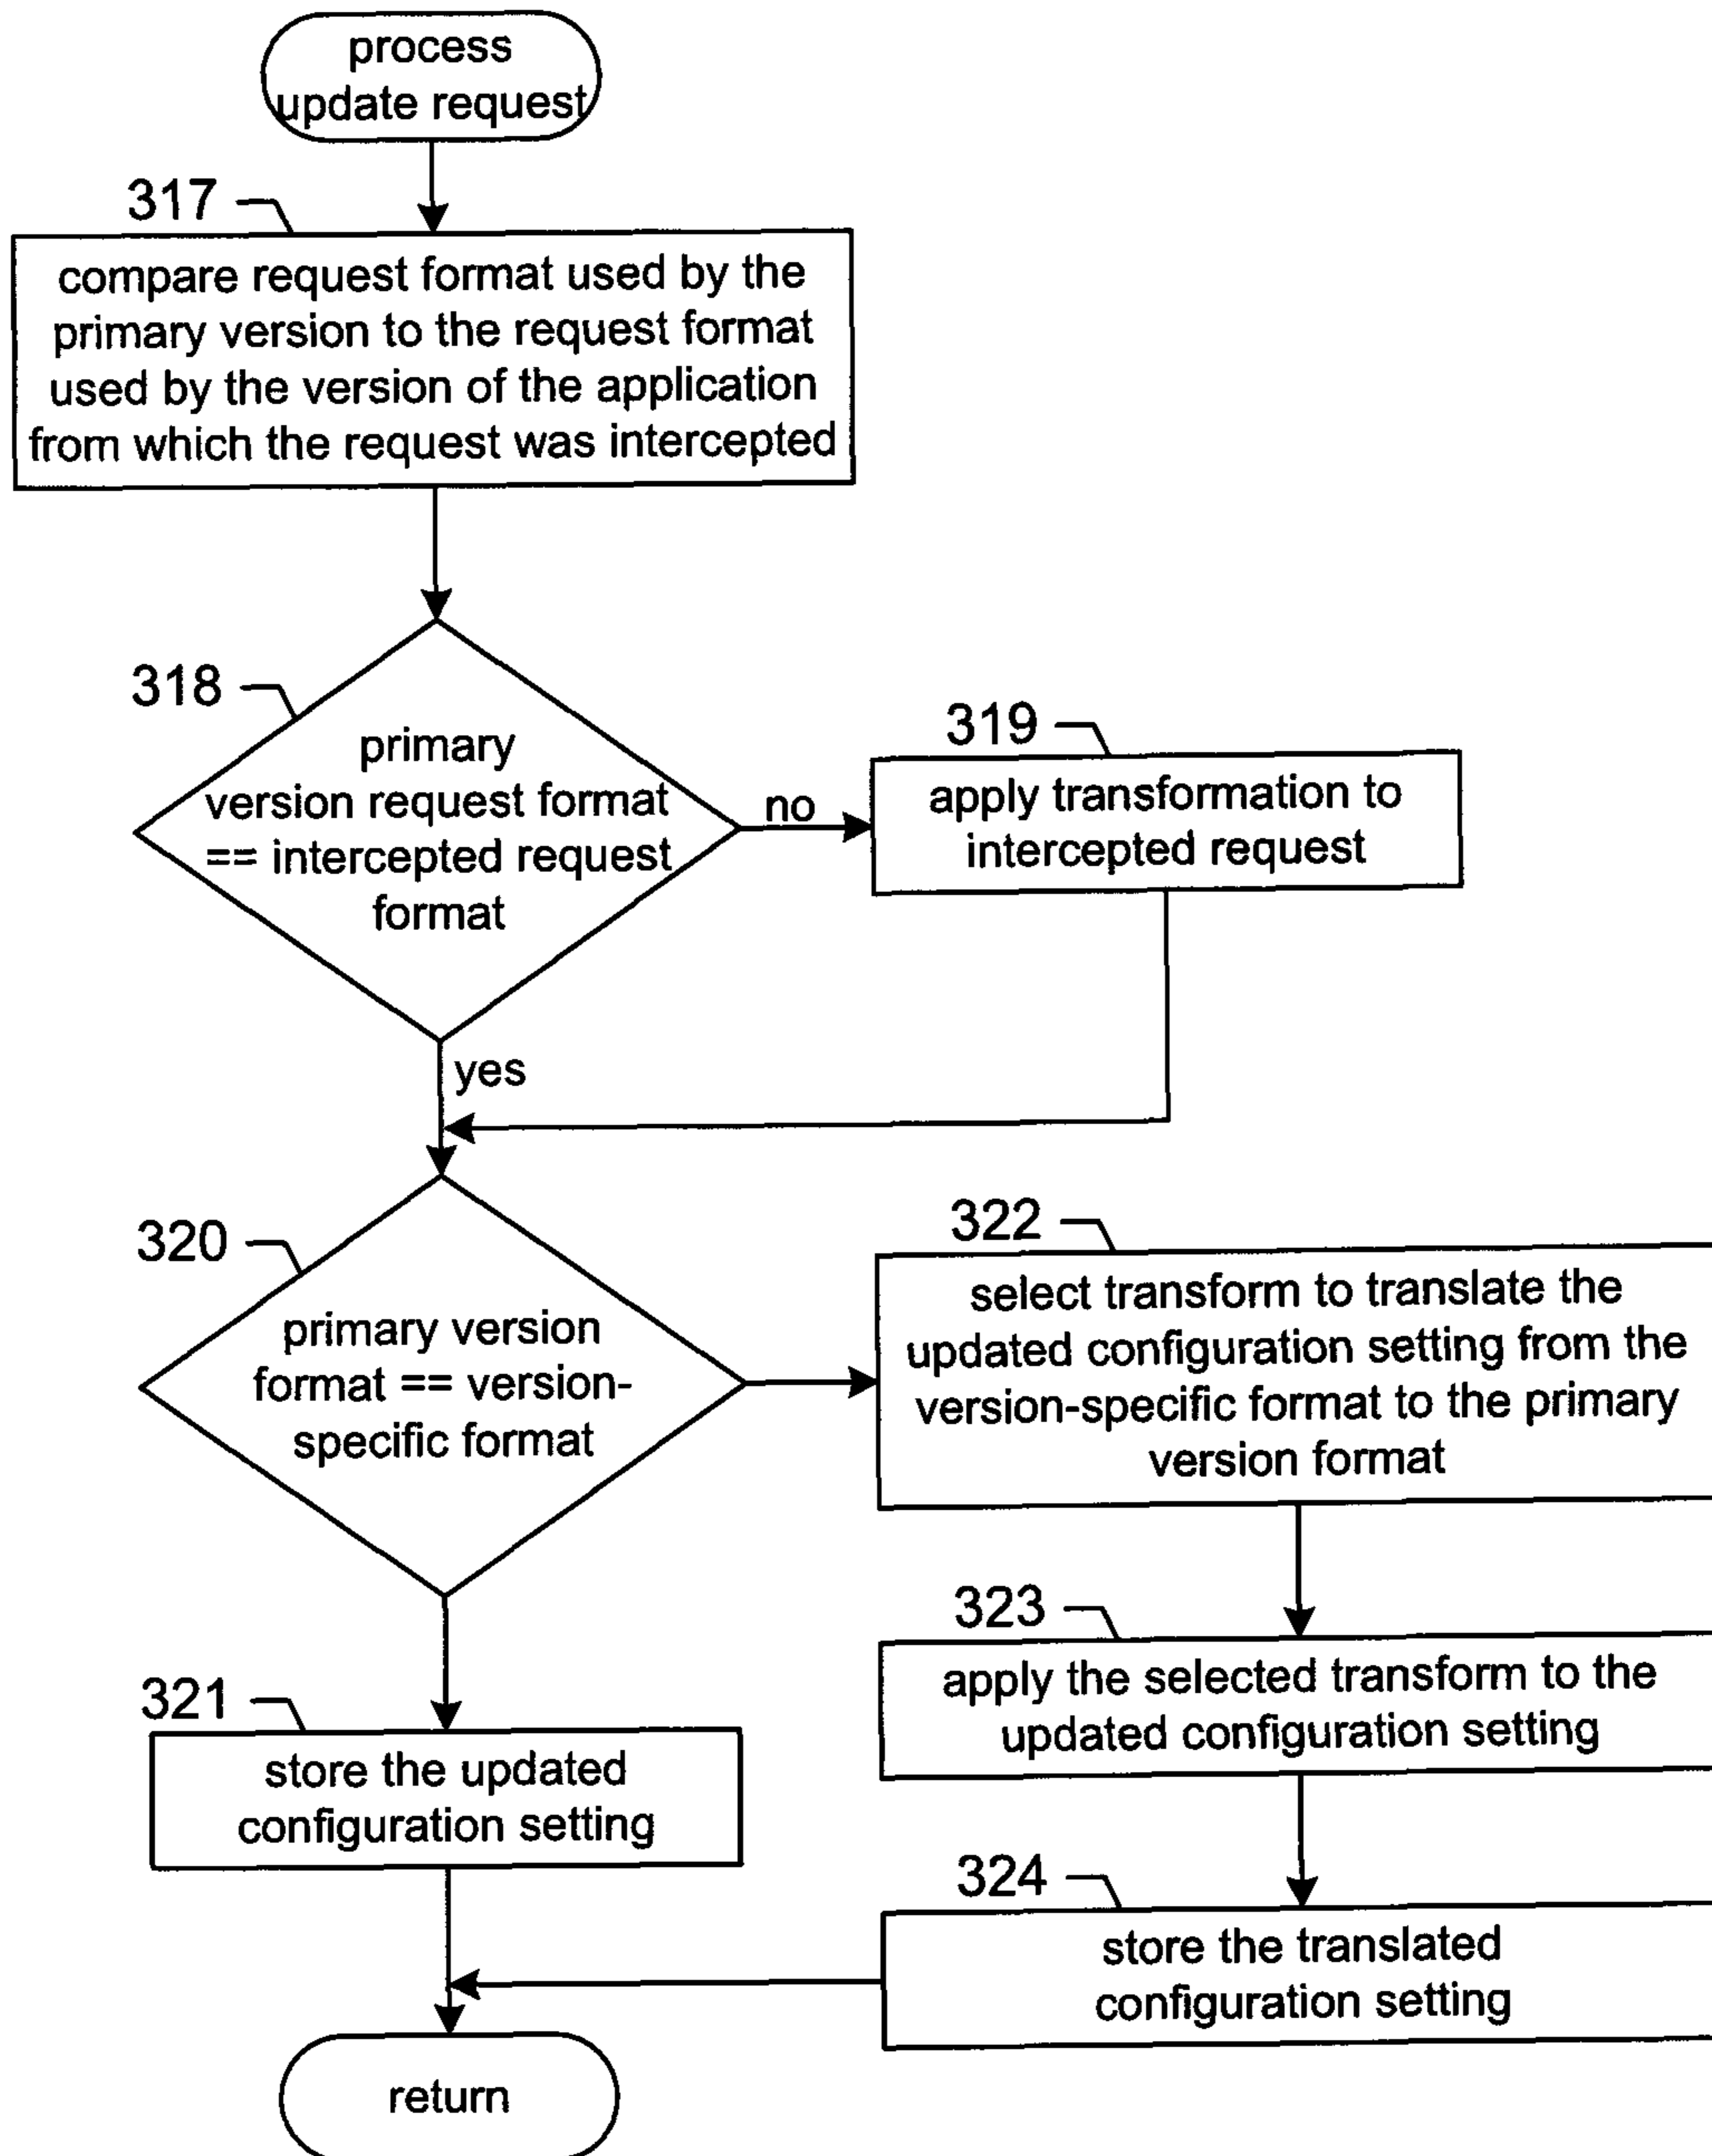 process
update request
317
compare request format used by the
primary version to the request format
used by the version of the application
from which the request was intercepted
318
primary
version request format
== intercepted request
format
no
319
apply transformation to
intercepted request
yes
320
primary version
format == version-
specific format
322
select transform to translate the
updated configuration setting from the
version-specific format to the primary
version format
323
apply the selected transform to the
updated configuration setting
321
store the updated
configuration setting
324
store the translated
configuration setting
return